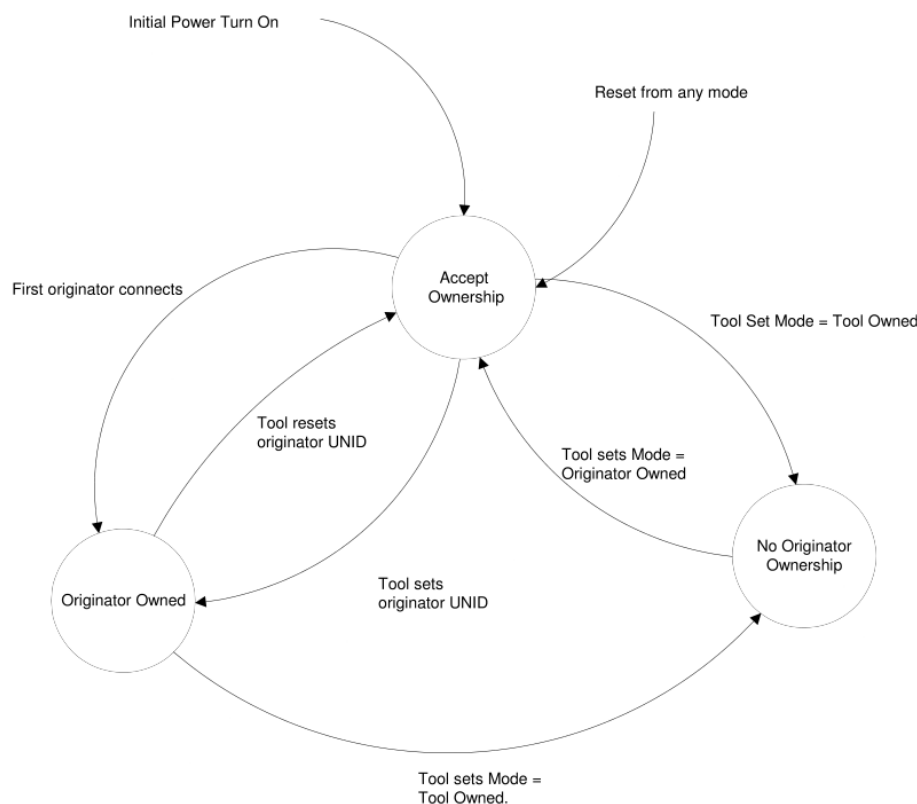 Initial Power Turn On
Reset from any mode
Accept
Ownership
First originator connects
Tool Set Mode = Tool Owned
Tool resets
originator UNID
Tool sets Mode =
Originator Owned
No Originator
Ownership
Originator Owned
Tool sets
originator UNID
Tool sets Mode =
Tool Owned.